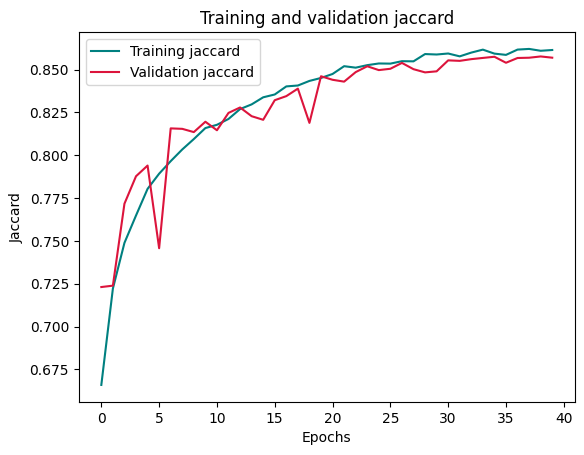 Training and validation jaccard
Training jaccard
Validation jaccard
0.850
0.825
0.800
0.775
0.750
0.725
0.700
0.675
Jaccard
0 5 10 15 20 25 30 35 40
Epochs